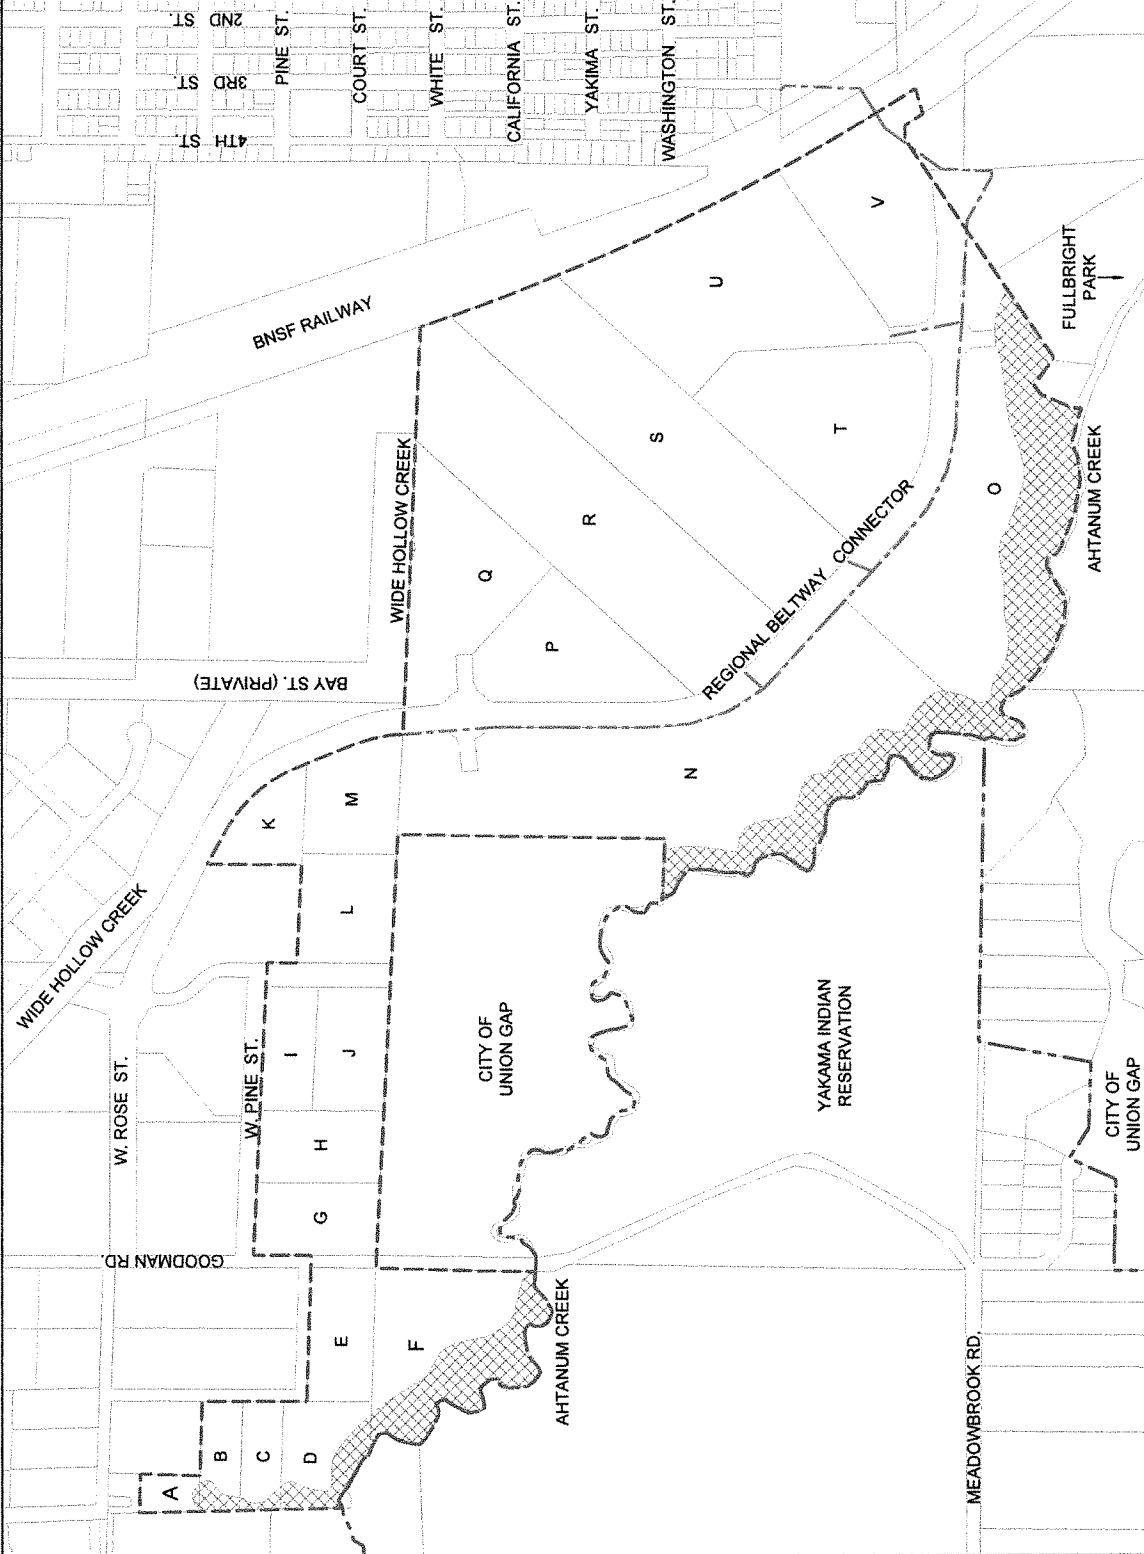 2ND ST.
3RD ST.
4TH ST.
PINE ST.
COURT ST.
WHITE ST.
CALIFORNIA ST.
YAKIMA ST.
WASHINGTON ST.
BNSF RAILWAY
WIDE HOLLOW CREEK
BAY ST. (PRIVATE)
REGIONAL BELTWAY CONNECTOR
FULLBRIGHT
PARK
AHTANUM CREEK
WIDE HOLLOW CREEK
W. ROSE ST.
W. PINE ST.
GOODMAN RD.
CITY OF
UNION GAP
YAKAMA INDIAN
RESERVATION
CITY OF
UNION GAP
AHTANUM CREEK
MEADOWBROOK RD.
A
B
C
D
E
F
G
H
I
J
K
L
M
N
O
P
Q
R
S
T
U
V